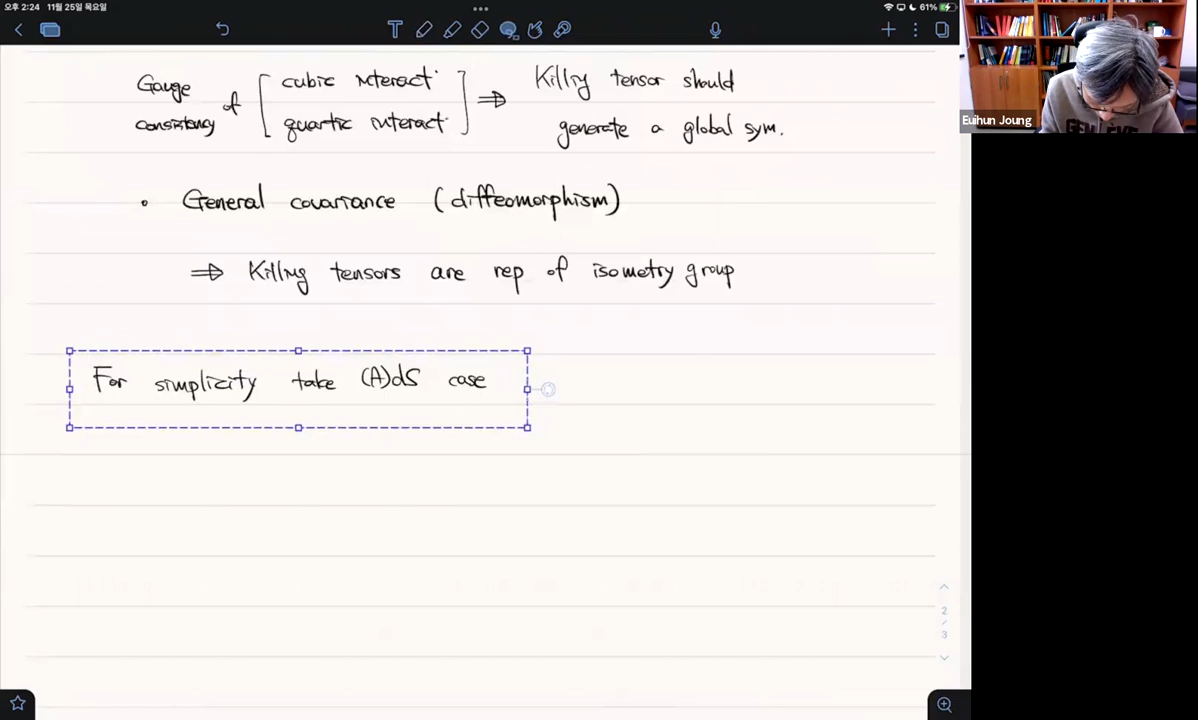 오후 2:24 11월 25일 목요일
61%
Gauge consistency of [ cubic interact. quartic interact. ] ⇒ Killing tensor should generate a global sym.
• General covariance (diffeomorphism)
⇒ Killing tensors are rep of isometry group
For simplicity take (A)dS case
Euihun Joung
2
/
3